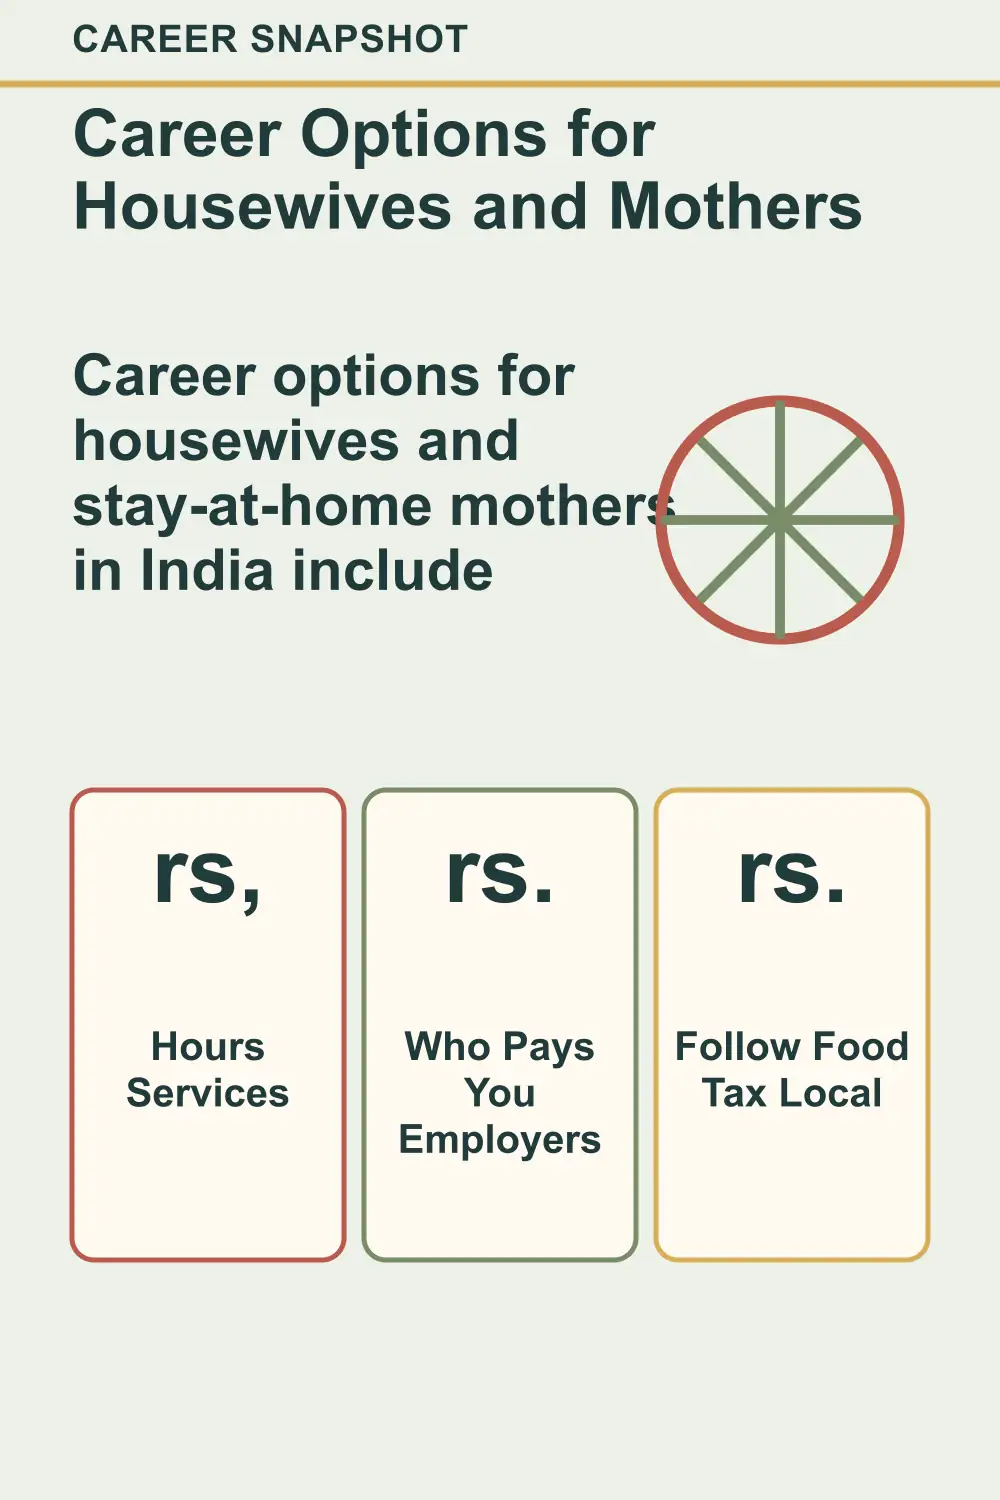 CAREER SNAPSHOT
Career Options for
Housewives and Mothers
Career options for
housewives and
stay-at-home mothers
in India include
rs,
Hours
Services
rs.
Who Pays
You
Employers
rs.
Follow Food
Tax Local